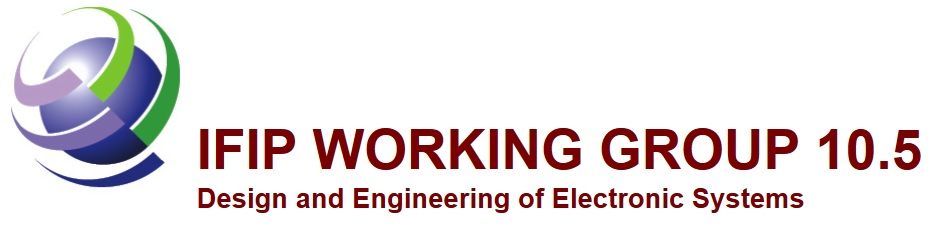 IFIP WORKING GROUP 10.5
Design and Engineering of Electronic Systems